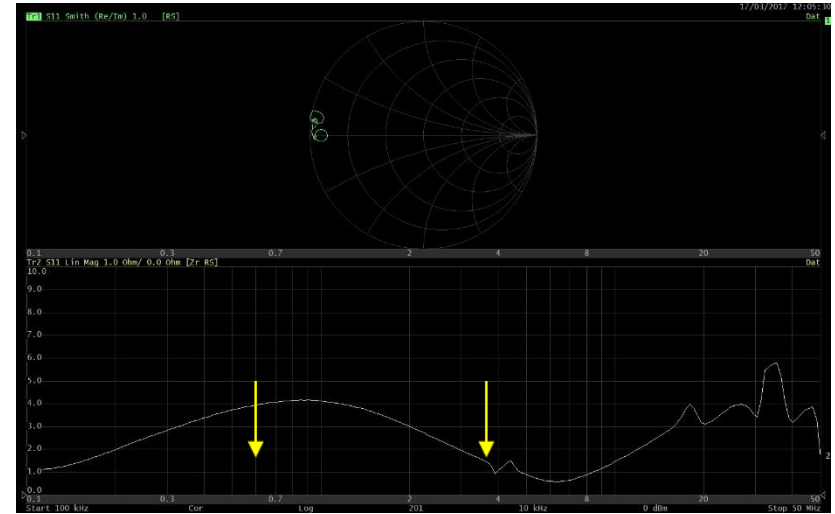 17/03/2017 12:05:30
Tr1 S11 Smith (Re/Im) 1.0 [RS]
Dat
1
0.1 0.3 0.7 2 4 8 20 50
Tr2 S11 Lin Mag 1.0 Ohm/ 0.0 Ohm [Zr RS]
Dat
10.0
9.0
8.0
7.0
6.0
5.0
4.0
3.0
2.0
2
1.0
0.0
0.1 0.3 0.7 2 4 8 20 50
Start 100 kHz Cor Log 201 10 kHz 0 dBm Stop 50 MHz